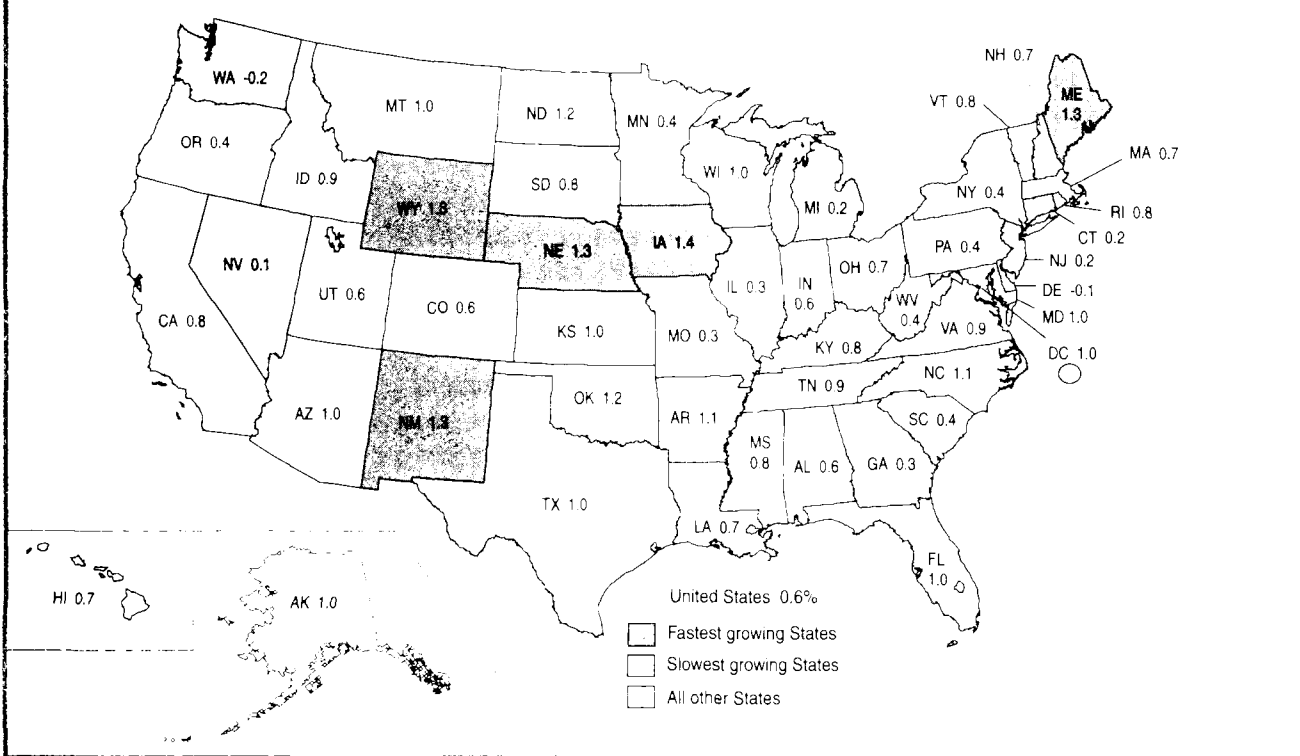 NH 0.7
WA -0.2
ME
1.3
MT 1.0
VT 0.8
ND 1.2
MN 0.4
OR 0.4
MA 0.7
WI 1.0
ID 0.9
SD 0.8
NY 0.4
WY
MI 0.2
RI 0.8
CT 0.2
IA 1.4
PA 0.4
NE 1.3
NJ 0.2
NV 0.1
OH 0.7
UT 0.6
IL 0.3
IN
0.6
DE -0.1
WV
0.4
CO 0.6
MD 1.0
CA 0.8
KS 1.0
MO 0.3
VA 0.9
KY 0.8
DC 1.0
NC 1.1
TN 0.9
AZ 1.0
NM 1.3
OK 1.2
AR 1.1
SC 0.4
MS
0.8
AL 0.6
GA 0.3
TX 1.0
LA 0.7
FL
1.0
HI 0.7
AK 1.0
United States 0.6%
Fastest growing States
Slowest growing States
All other States